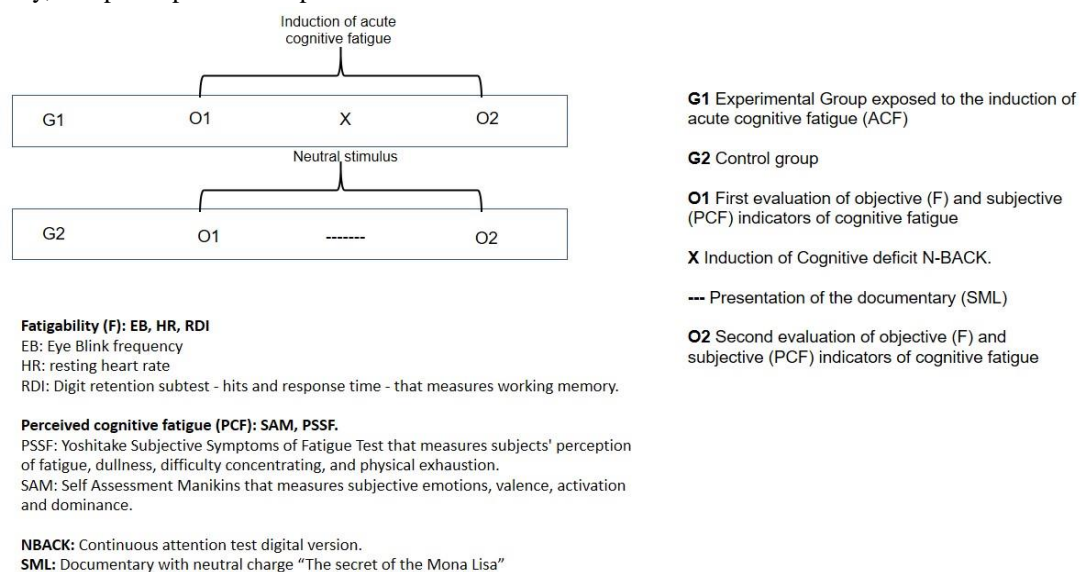 Induction of acute
cognitive fatigue
G1 O1 X O2
Neutral stimulus
G2 O1 ------- O2
G1 Experimental Group exposed to the induction of
acute cognitive fatigue (ACF)
G2 Control group
O1 First evaluation of objective (F) and subjective
(PCF) indicators of cognitive fatigue
X Induction of Cognitive deficit N-BACK.
--- Presentation of the documentary (SML)
O2 Second evaluation of objective (F) and
subjective (PCF) indicators of cognitive fatigue
Fatigability (F): EB, HR, RDI
EB: Eye Blink frequency
HR: resting heart rate
RDI: Digit retention subtest - hits and response time - that measures working memory.
Perceived cognitive fatigue (PCF): SAM, PSSF.
PSSF: Yoshitake Subjective Symptoms of Fatigue Test that measures subjects' perception
of fatigue, dullness, difficulty concentrating, and physical exhaustion.
SAM: Self Assessment Manikins that measures subjective emotions, valence, activation
and dominance.
NBACK: Continuous attention test digital version.
SML: Documentary with neutral charge “The secret of the Mona Lisa”